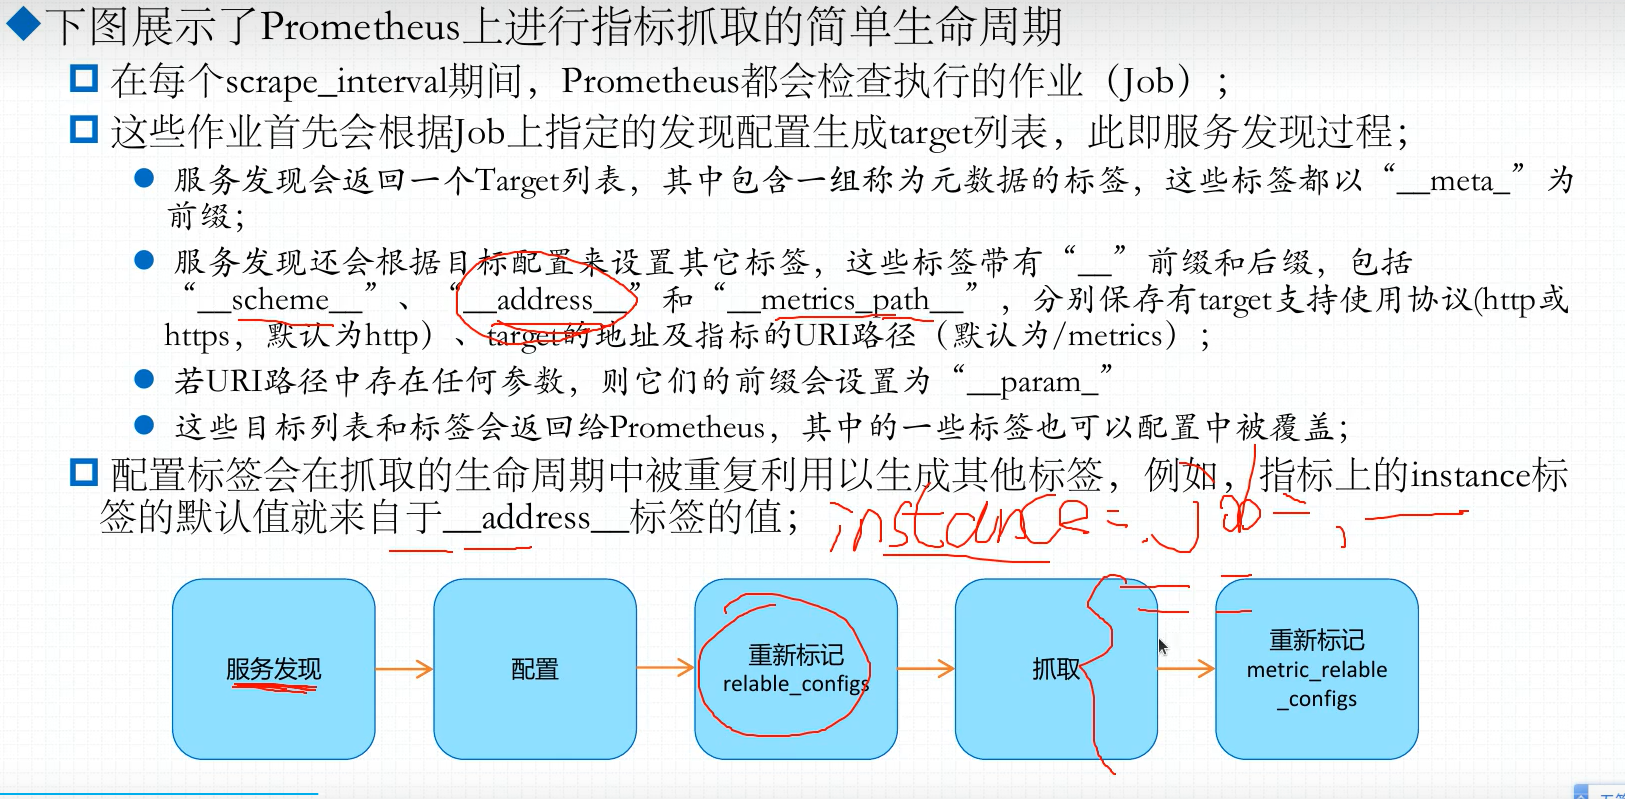 下图展示了Prometheus上进行指标抓取的简单生命周期
在每个scrape_interval期间，Prometheus都会检查执行的作业（Job）；
这些作业首先会根据Job上指定的发现配置生成target列表，此即服务发现过程；
服务发现会返回一个Target列表，其中包含一组称为元数据的标签，这些标签都以“__meta_”为
前缀；
服务发现还会根据目标配置来设置其它标签，这些标签带有“__”前缀和后缀，包括
“__scheme__”、“__address__”和“__metrics_path__”，分别保存有target支持使用协议(http或
https，默认为http）、target的地址及指标的URI路径（默认为/metrics）；
若URI路径中存在任何参数，则它们的前缀会设置为“__param_”
这些目标列表和标签会返回给Prometheus，其中的一些标签也可以配置中被覆盖；
配置标签会在抓取的生命周期中被重复利用以生成其他标签，例如，指标上的instance标
签的默认值就来自于__address__标签的值；
instance= . job=,
服务发现
配置
重新标记
relable_configs
抓取
重新标记
metric_relable
_configs